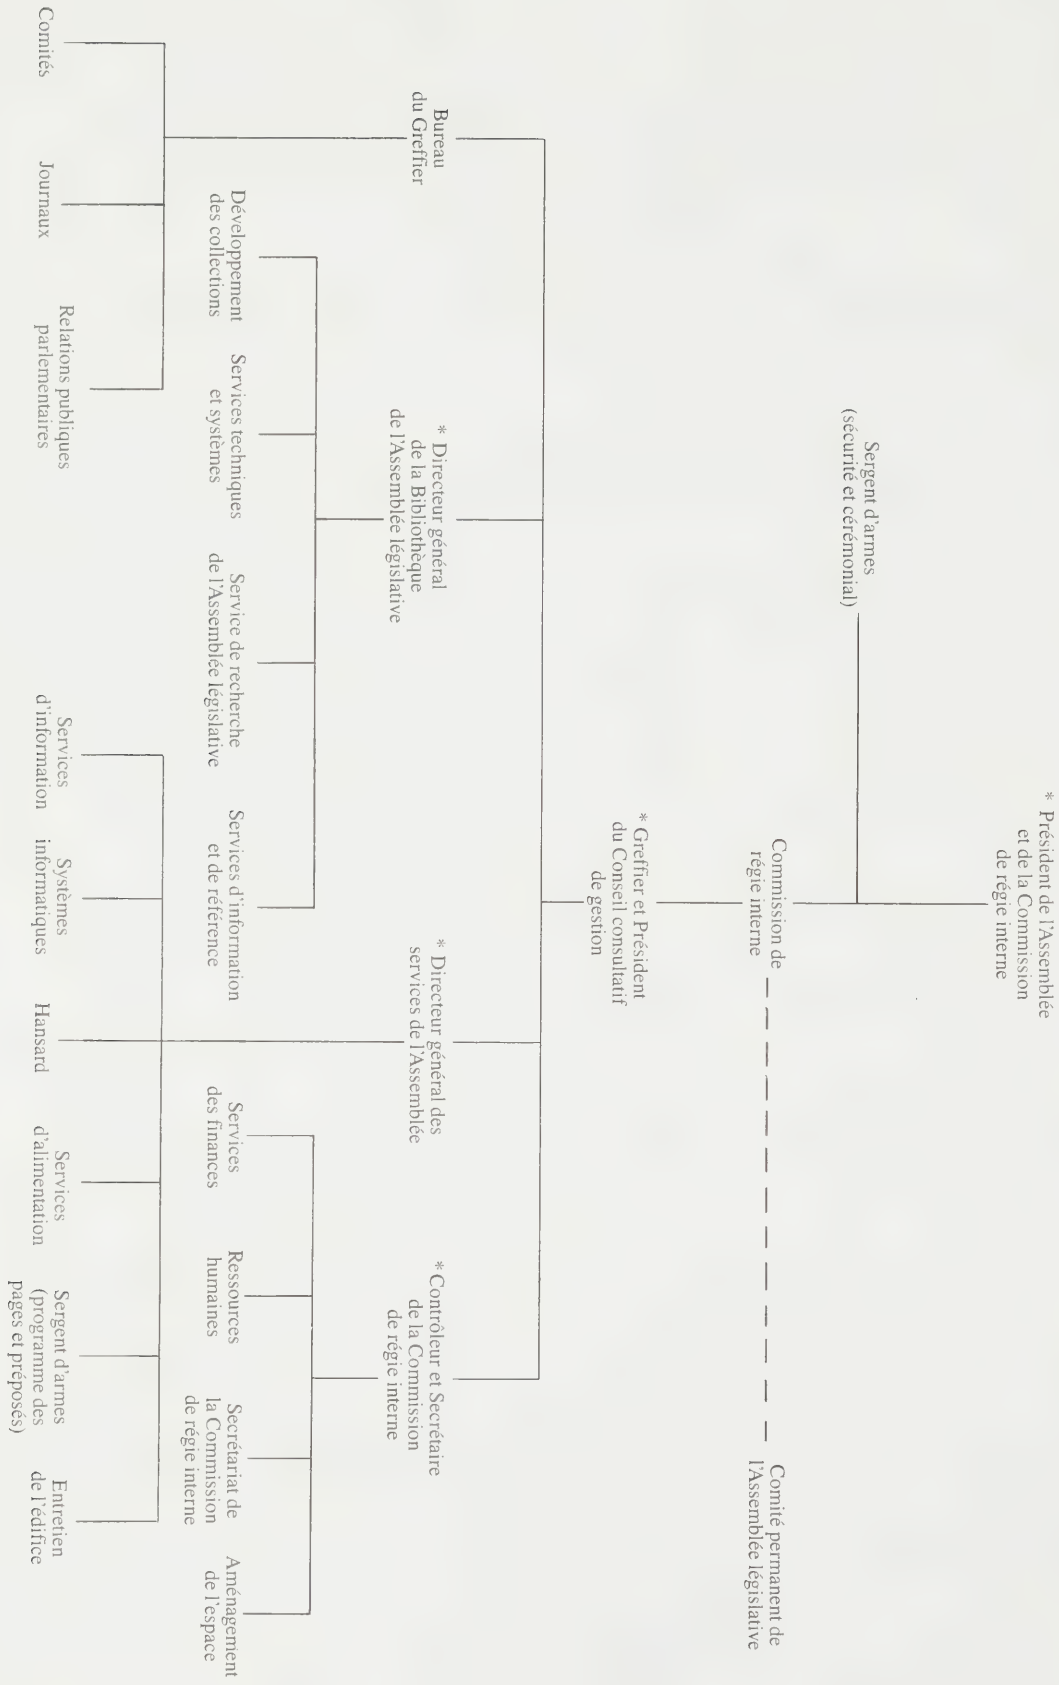 * Président de l'Assemblée
et de la Commission
de régie interne
Sergent d'armes
(sécurité et cérémonial)
Commission de
régie interne
Comité permanent de
l'Assemblée législative
* Greffier et Président
du Conseil consultatif
de gestion
Bureau
du Greffier
* Directeur général
de la Bibliothèque
de l'Assemblée législative
* Directeur général des
services de l'Assemblée
* Contrôleur et Secrétaire
de la Commission
de régie interne
Développement
des collections
Services techniques
et systèmes
Service de recherche
de l'Assemblée législative
Services d'information
et de référence
Services
des finances
Ressources
humaines
Secrétariat de
la Commission
de régie interne
Aménagement
de l'espace
Comités
Journaux
Relations publiques
parlementaires
Services
d'information
Systèmes
informatiques
Hansard
Services
d'alimentation
Sergent d'armes
(programme des
pages et préposés)
Entretien
de l'édifice